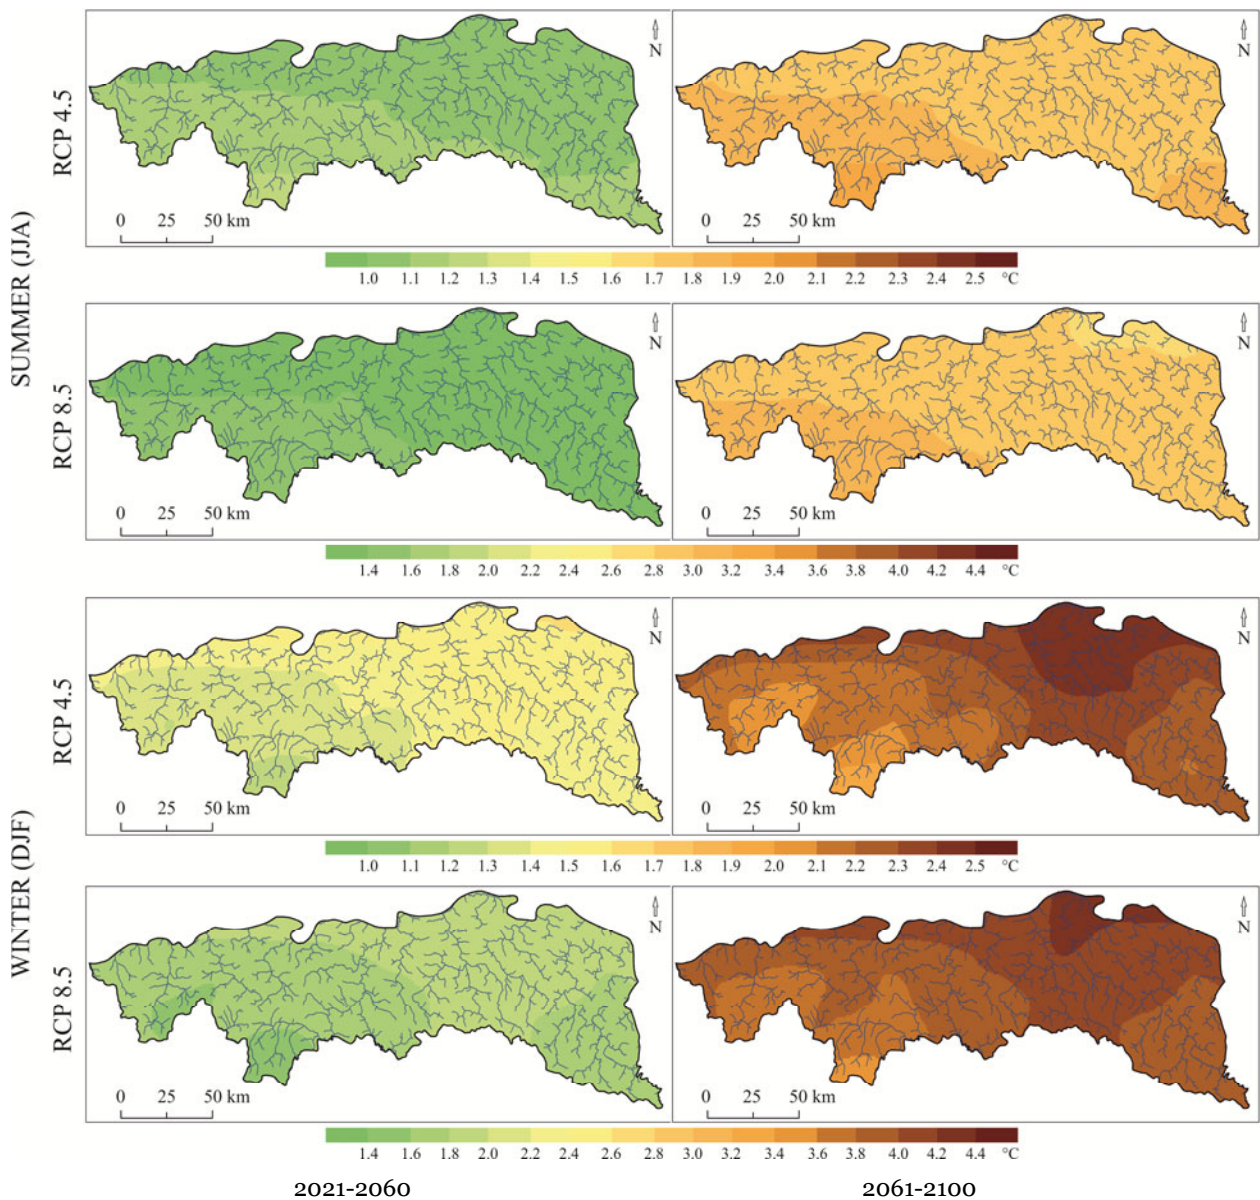 SUMMER (JJA)
RCP 4.5
N
0 25 50 km
N
0 25 50 km
1.0 1.1 1.2 1.3 1.4 1.5 1.6 1.7 1.8 1.9 2.0 2.1 2.2 2.3 2.4 2.5 °C
RCP 8.5
N
0 25 50 km
N
0 25 50 km
1.4 1.6 1.8 2.0 2.2 2.4 2.6 2.8 3.0 3.2 3.4 3.6 3.8 4.0 4.2 4.4 °C
WINTER (DJF)
RCP 4.5
N
0 25 50 km
N
0 25 50 km
1.0 1.1 1.2 1.3 1.4 1.5 1.6 1.7 1.8 1.9 2.0 2.1 2.2 2.3 2.4 2.5 °C
RCP 8.5
N
0 25 50 km
N
0 25 50 km
1.4 1.6 1.8 2.0 2.2 2.4 2.6 2.8 3.0 3.2 3.4 3.6 3.8 4.0 4.2 4.4 °C
2021-2060 2061-2100